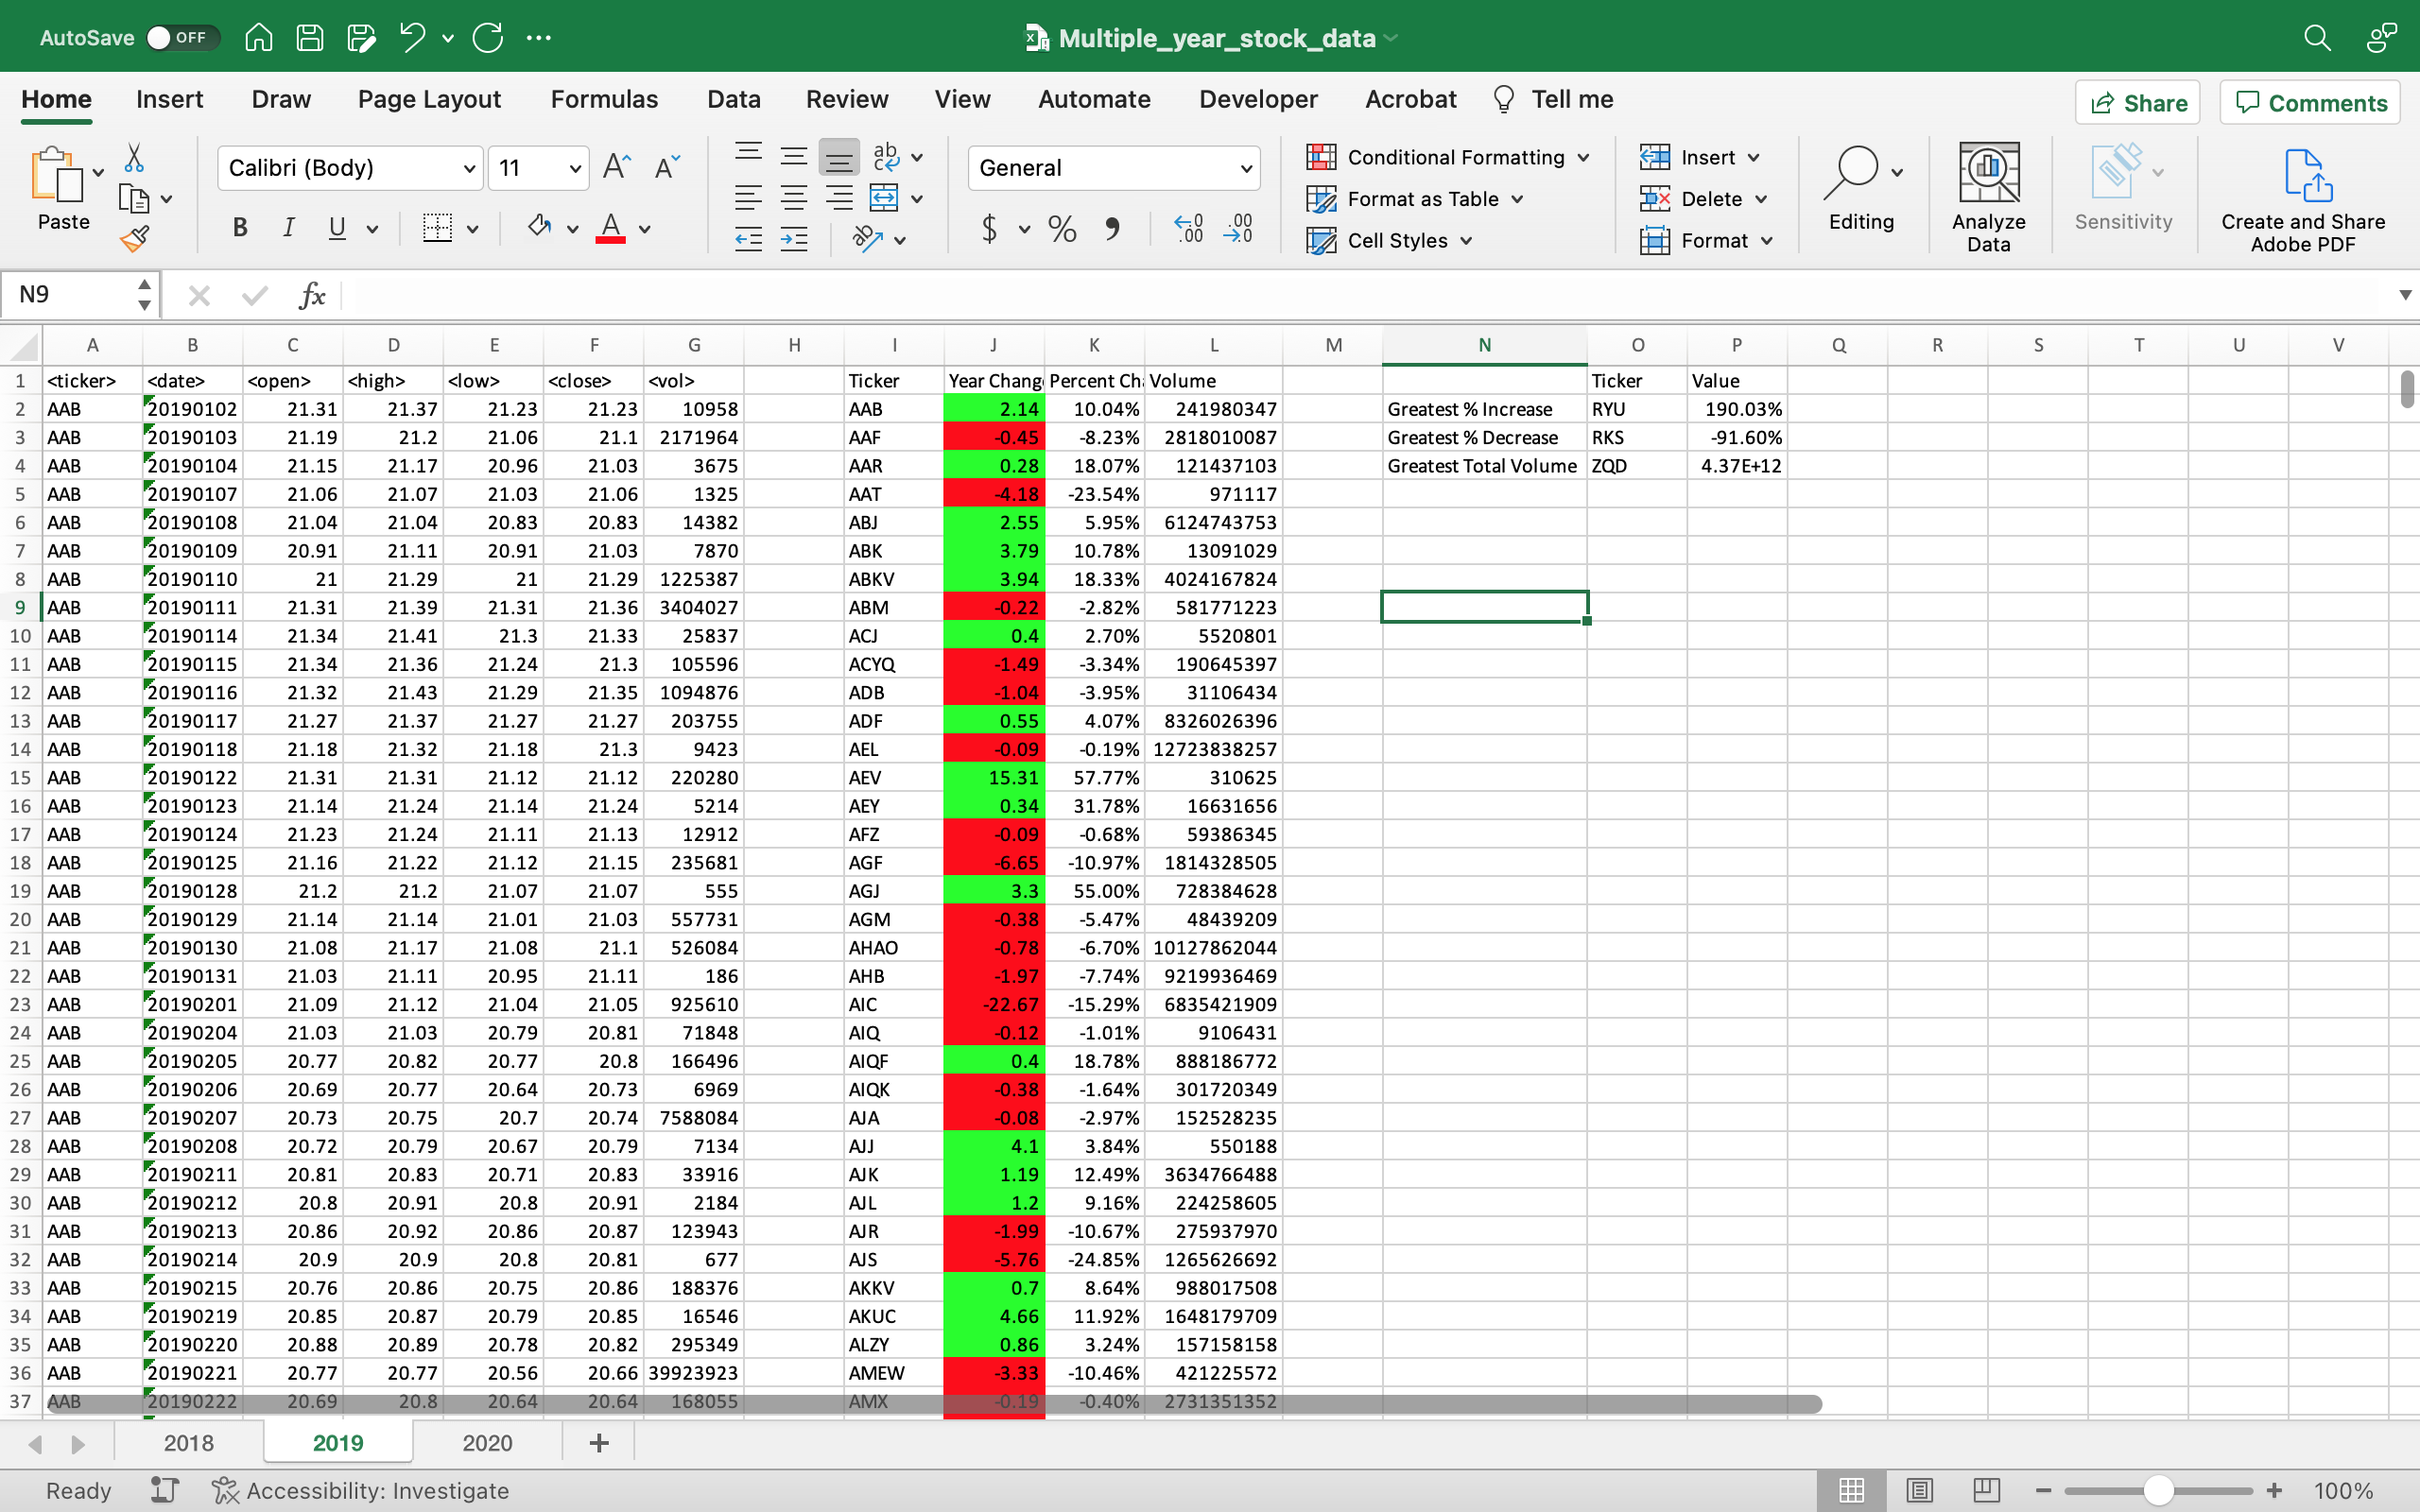 AutoSave OFF Multiple_year_stock_data
Home Insert Draw Page Layout Formulas Data Review View Automate Developer Acrobat Tell me Share Comments
Paste Calibri (Body) 11 General Conditional Formatting Insert
Format as Table Delete
Cell Styles Format
Editing Analyze Data Sensitivity Create and Share Adobe PDF
N9 fx
A B C D E F G H I J K L M N O P Q R S T U V
1 <ticker> <date> <open> <high> <low> <close> <vol> Ticker Year Chang Percent Ch Volume Ticker Value
2 AAB 20190102 21.31 21.37 21.23 21.23 10958 AAB 2.14 10.04% 241980347 Greatest % Increase RYU 190.03%
3 AAB 20190103 21.19 21.2 21.06 21.1 2171964 AAF -0.45 -8.23% 2818010087 Greatest % Decrease RKS -91.60%
4 AAB 20190104 21.15 21.17 20.96 21.03 3675 AAR 0.28 18.07% 121437103 Greatest Total Volume ZQD 4.37E+12
5 AAB 20190107 21.06 21.07 21.03 21.06 1325 AAT -4.18 -23.54% 971117
6 AAB 20190108 21.04 21.04 20.83 20.83 14382 ABJ 2.55 5.95% 6124743753
7 AAB 20190109 20.91 21.11 20.91 21.03 7870 ABK 3.79 10.78% 13091029
8 AAB 20190110 21 21.29 21 21.29 1225387 ABKV 3.94 18.33% 4024167824
9 AAB 20190111 21.31 21.39 21.31 21.36 3404027 ABM -0.22 -2.82% 581771223
10 AAB 20190114 21.34 21.41 21.3 21.33 25837 ACJ 0.4 2.70% 5520801
11 AAB 20190115 21.34 21.36 21.24 21.3 105596 ACYQ -1.49 -3.34% 190645397
12 AAB 20190116 21.32 21.43 21.29 21.35 1094876 ADB -1.04 -3.95% 31106434
13 AAB 20190117 21.27 21.37 21.27 21.27 203755 ADF 0.55 4.07% 8326026396
14 AAB 20190118 21.18 21.32 21.18 21.3 9423 AEL -0.09 -0.19% 12723838257
15 AAB 20190122 21.31 21.31 21.12 21.12 220280 AEV 15.31 57.77% 310625
16 AAB 20190123 21.14 21.24 21.14 21.24 5214 AEY 0.34 31.78% 16631656
17 AAB 20190124 21.23 21.24 21.11 21.13 12912 AFZ -0.09 -0.68% 59386345
18 AAB 20190125 21.16 21.22 21.12 21.15 235681 AGF -6.65 -10.97% 1814328505
19 AAB 20190128 21.2 21.2 21.07 21.07 555 AGJ 3.3 55.00% 728384628
20 AAB 20190129 21.14 21.14 21.01 21.03 557731 AGM -0.38 -5.47% 48439209
21 AAB 20190130 21.08 21.17 21.08 21.1 526084 AHAO -0.78 -6.70% 10127862044
22 AAB 20190131 21.03 21.11 20.95 21.11 186 AHB -1.97 -7.74% 9219936469
23 AAB 20190201 21.09 21.12 21.04 21.05 925610 AIC -22.67 -15.29% 6835421909
24 AAB 20190204 21.03 21.03 20.79 20.81 71848 AIQ -0.12 -1.01% 9106431
25 AAB 20190205 20.77 20.82 20.77 20.8 166496 AIQF 0.4 18.78% 888186772
26 AAB 20190206 20.69 20.77 20.64 20.73 6969 AIQK -0.38 -1.64% 301720349
27 AAB 20190207 20.73 20.75 20.7 20.74 7588084 AJA -0.08 -2.97% 152528235
28 AAB 20190208 20.72 20.79 20.67 20.79 7134 AJJ 4.1 3.84% 550188
29 AAB 20190211 20.81 20.83 20.71 20.83 33916 AJK 1.19 12.49% 3634766488
30 AAB 20190212 20.8 20.91 20.8 20.91 2184 AJL 1.2 9.16% 224258605
31 AAB 20190213 20.86 20.92 20.86 20.87 123943 AJR -1.99 -10.67% 275937970
32 AAB 20190214 20.9 20.9 20.8 20.81 677 AJS -5.76 -24.85% 1265626692
33 AAB 20190215 20.76 20.86 20.75 20.86 188376 AKKV 0.7 8.64% 988017508
34 AAB 20190219 20.85 20.87 20.79 20.85 16546 AKUC 4.66 11.92% 1648179709
35 AAB 20190220 20.88 20.89 20.78 20.82 295349 ALZY 0.86 3.24% 157158158
36 AAB 20190221 20.77 20.77 20.56 20.66 39923923 AMEW -3.33 -10.46% 421225572
37 AAB 20190222 20.69 20.8 20.64 20.64 168055 AMX -0.19 -0.40% 2731351352
2018 2019 2020 +
Ready Accessibility: Investigate 100%